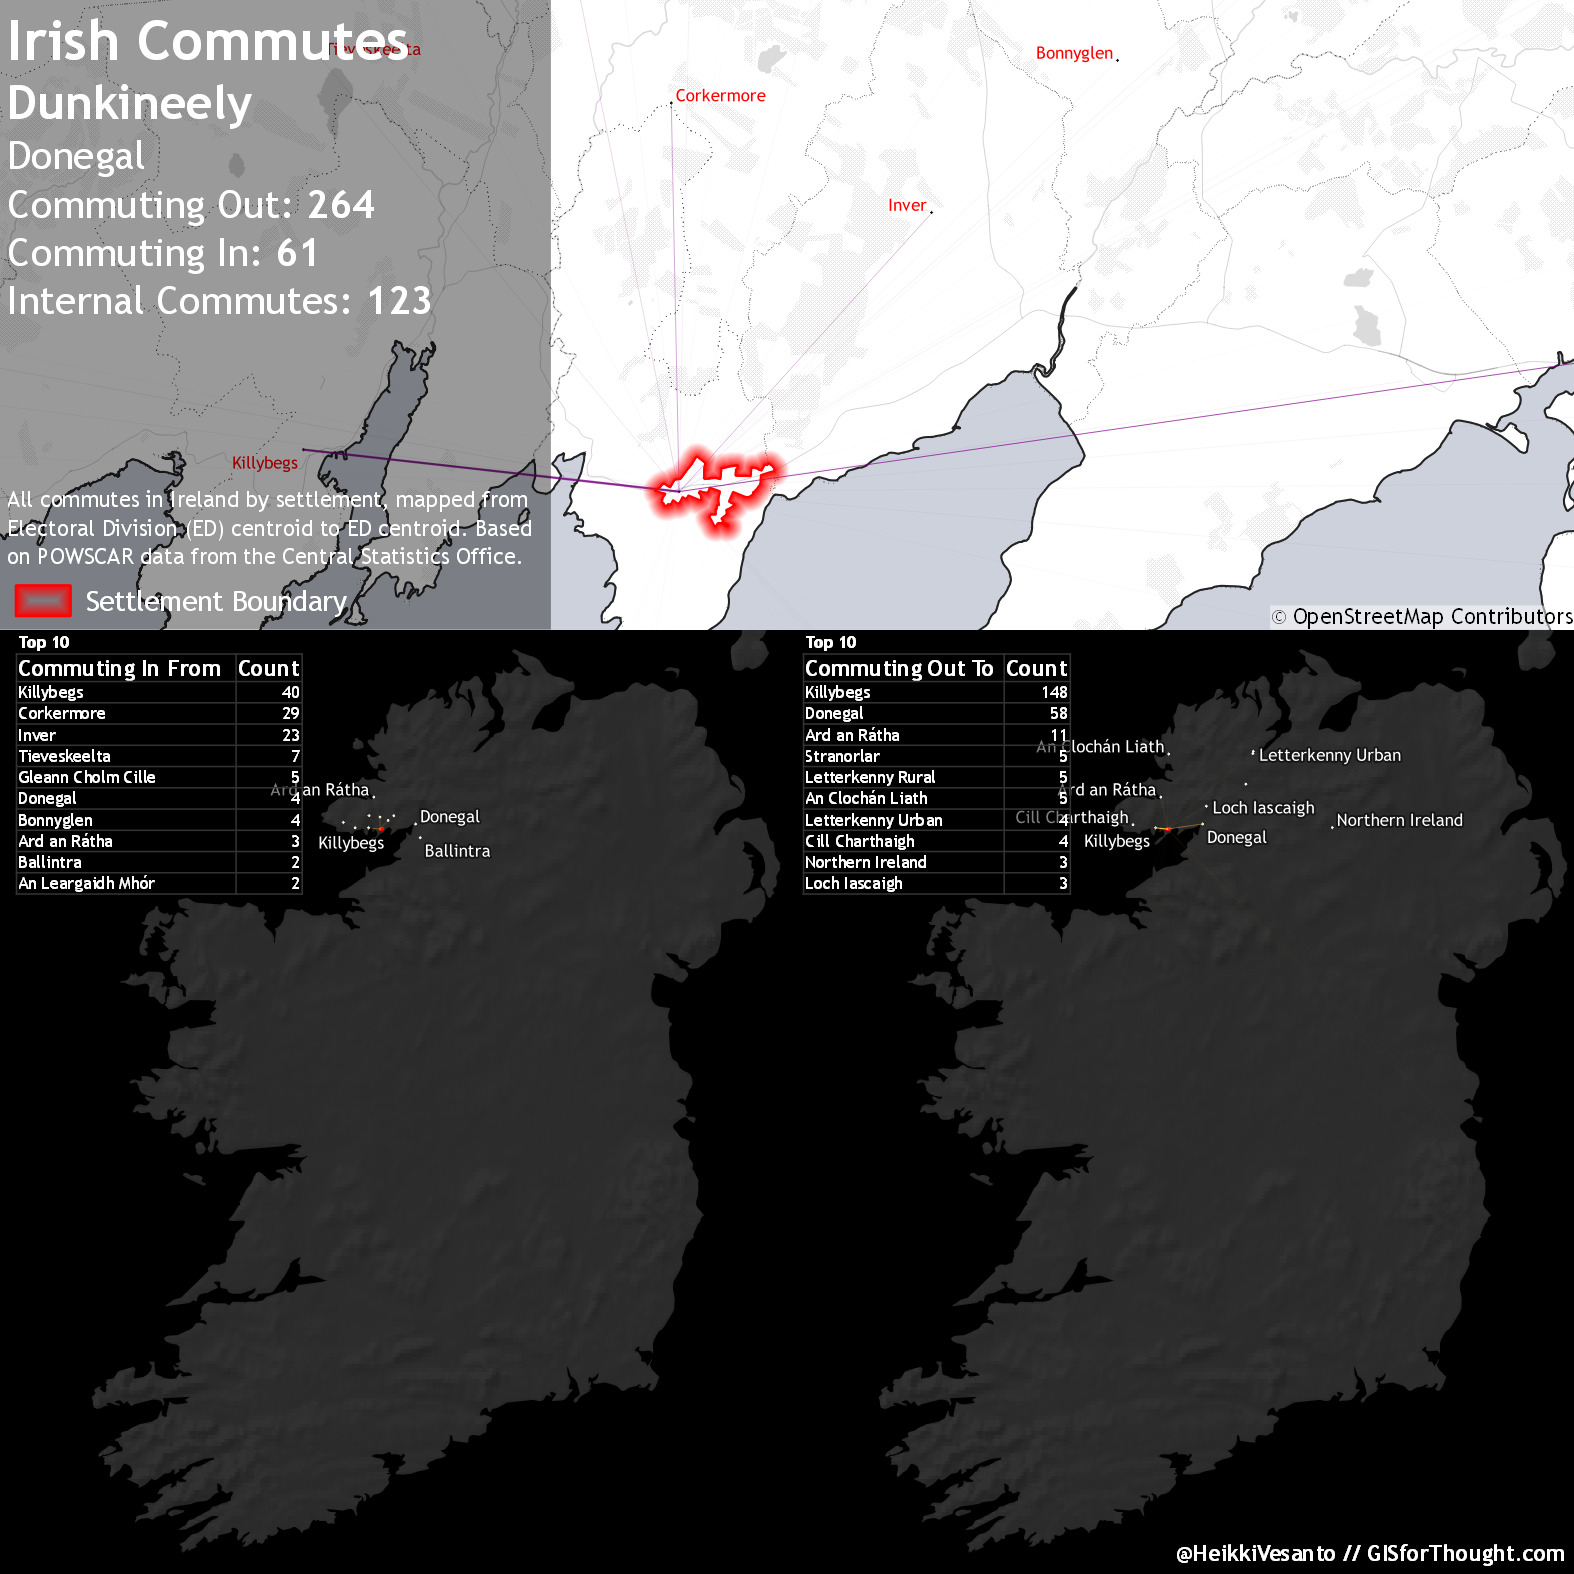 Irish Commutes
Tieveskeelta
Dunkineely
Donegal
Commuting Out: 264
Commuting In: 61
Internal Commutes: 123
Bonnyglen
Corkermore
Inver
Killybegs
All commutes in Ireland by settlement, mapped from
Electoral Division (ED) centroid to ED centroid. Based
on POWSCAR data from the Central Statistics Office.
Settlement Boundary
© OpenStreetMap Contributors
Top 10
Commuting In From Count
Killybegs 40
Corkermore 29
Inver 23
Tieveskeelta 7
Gleann Cholm Cille 5
Donegal 4
Bonnyglen 4
Ard an Rátha 3
Ballintra 2
An Leargaidh Mhór 2
Ard an Rátha
Donegal
Killybegs
Ballintra
Top 10
Commuting Out To Count
Killybegs 148
Donegal 58
Ard an Rátha 11
Stranorlar 5
Letterkenny Rural 5
An Clochán Liath 5
Letterkenny Urban 4
Cill Charthaigh 4
Northern Ireland 3
Loch Iascaigh 3
An Clochán Liath
Letterkenny Urban
Ard an Rátha
Loch Iascaigh
Cill Charthaigh
Northern Ireland
Killybegs
Donegal
@HeikkiVesanto // GISforThought.com